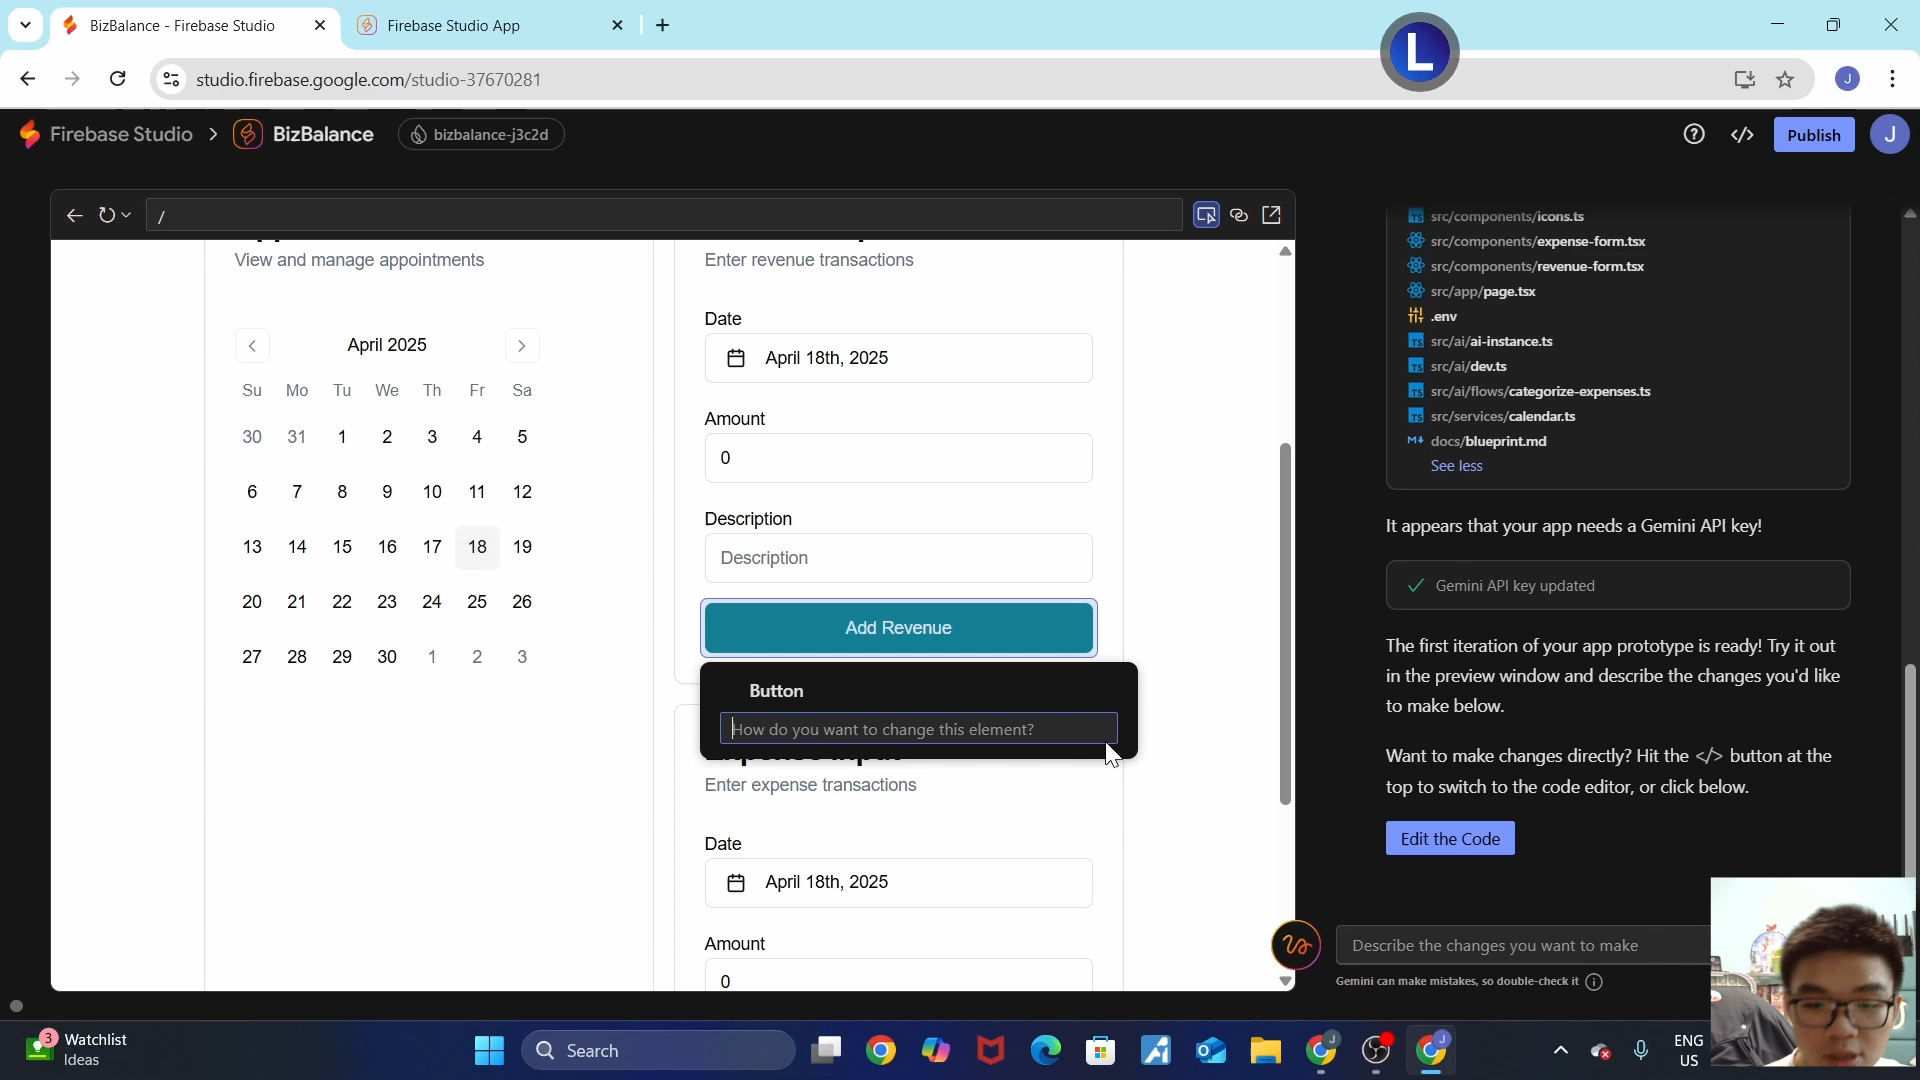 BizBalance - Firebase Studio
Firebase Studio App
L
studio.firebase.google.com/studio-37670281
J
Firebase Studio
BizBalance
bizbalance-j3c2d
Publish
J
/
View and manage appointments
April 2025
Su Mo Tu We Th Fr Sa
30 31 1 2 3 4 5
6 7 8 9 10 11 12
13 14 15 16 17 18 19
20 21 22 23 24 25 26
27 28 29 30 1 2 3
Enter revenue transactions
Date
April 18th, 2025
Amount
0
Description
Description
Add Revenue
Button
How do you want to change this element?
Enter expense transactions
Date
April 18th, 2025
Amount
0
src/components/icons.ts
src/components/expense-form.tsx
src/components/revenue-form.tsx
src/app/page.tsx
.env
src/ai/ai-instance.ts
src/ai/dev.ts
src/ai/flows/categorize-expenses.ts
src/services/calendar.ts
docs/blueprint.md
See less
It appears that your app needs a Gemini API key!
Gemini API key updated
The first iteration of your app prototype is ready! Try it out
in the preview window and describe the changes you'd like
to make below.
Want to make changes directly? Hit the </> button at the
top to switch to the code editor, or click below.
Edit the Code
Describe the changes you want to make
Gemini can make mistakes, so double-check it
3
Watchlist
Ideas
Search
ENG
US